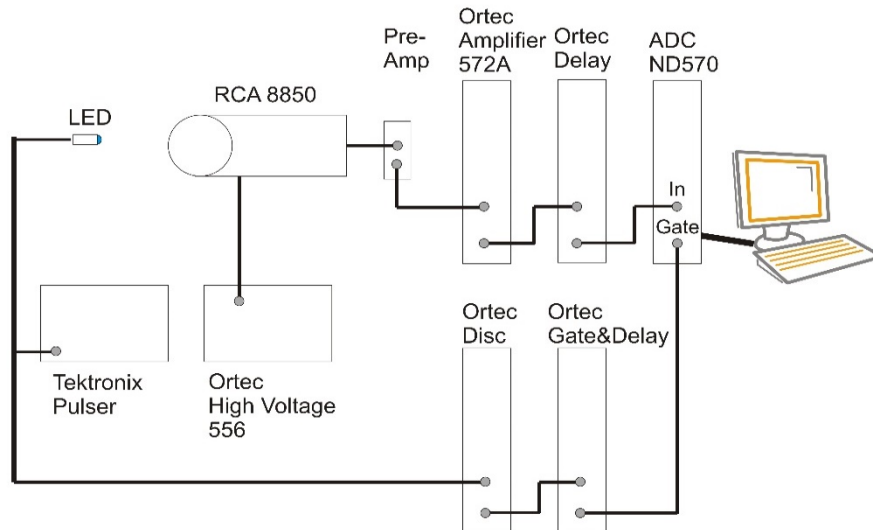 Pre-
Amp
Ortec
Amplifier
572A
Ortec
Delay
ADC
ND570
RCA 8850
LED
In
Gate
Tektronix
Pulser
Ortec
High Voltage
556
Ortec
Disc
Ortec
Gate&Delay